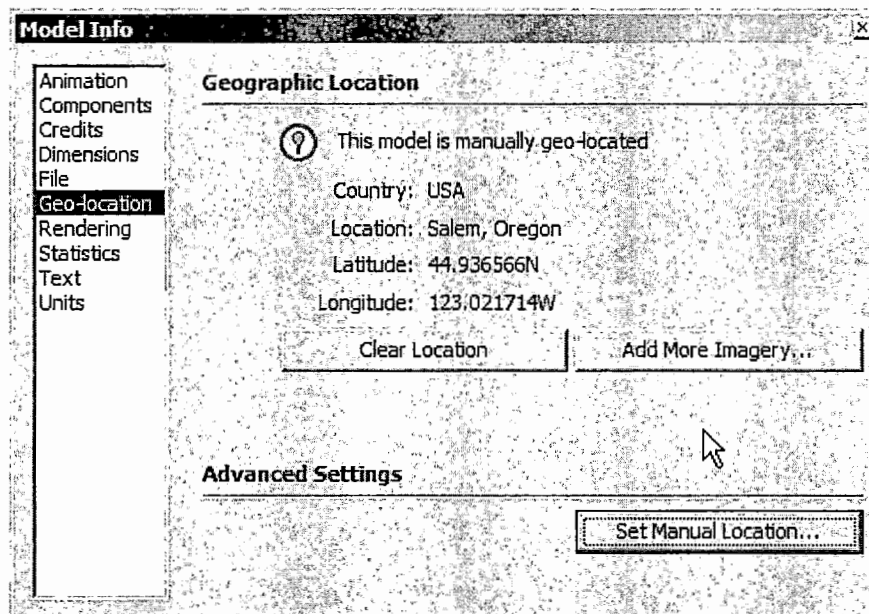 Model Info
Animation
Components
Credits
Dimensions
File
Geo-location
Rendering
Statistics
Text
Units
Geographic Location
This model is manually geo-located
Country: USA
Location: Salem, Oregon
Latitude: 44.936566N
Longitude: 123.021714W
Clear Location
Add More Imagery...
Advanced Settings
Set Manual Location...